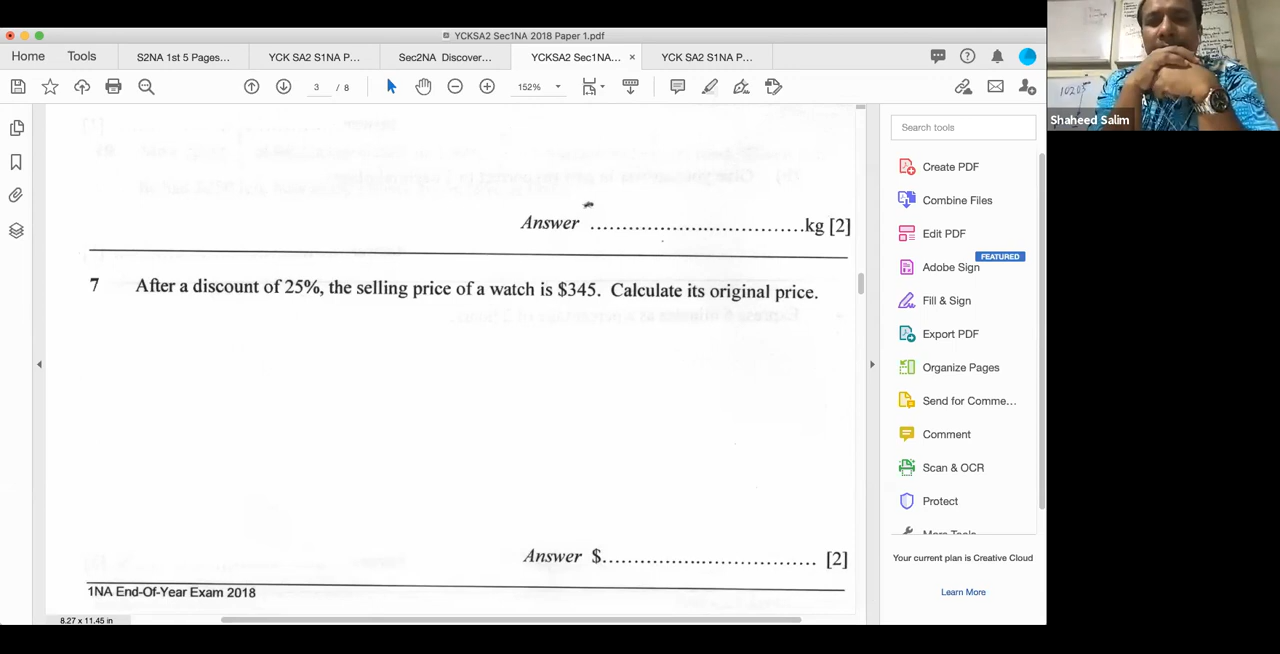 YCKSA2 Sec1NA 2018 Paper 1.pdf
Home
Tools
S2NA 1st 5 Pages...
YCK SA2 S1NA P...
Sec2NA Discover...
YCKSA2 Sec1NA... ×
YCK SA2 S1NA P...
3 / 8
152%
Shaheed Salim
Search tools
Create PDF
Combine Files
Edit PDF
FEATURED
Adobe Sign
Fill & Sign
Export PDF
Organize Pages
Send for Comme...
Comment
Scan & OCR
Protect
More Tools
Your current plan is Creative Cloud
Learn More
Answer ....................................kg [2]
7 After a discount of 25%, the selling price of a watch is $345. Calculate its original price.
Answer $.................................... [2]
1NA End-Of-Year Exam 2018
8.27 x 11.45 in